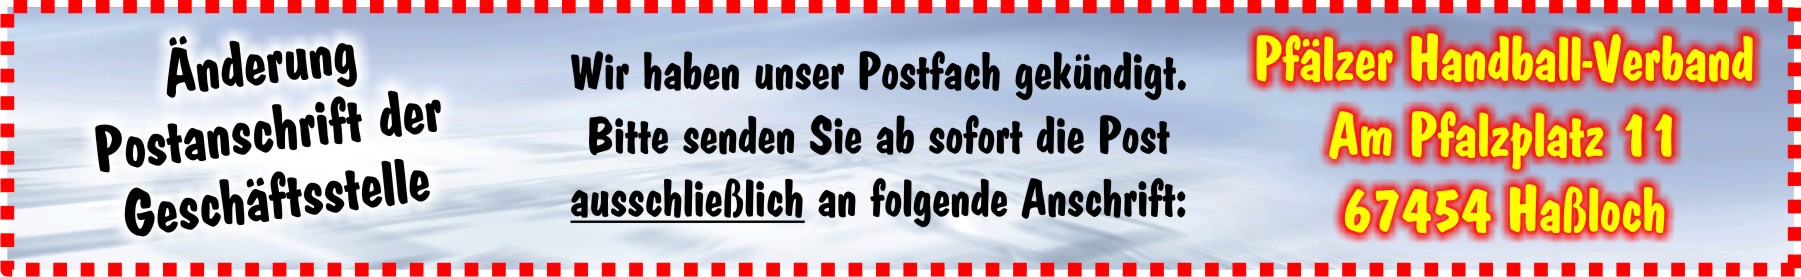 Änderung
Postanschrift der
Geschäftsstelle
Wir haben unser Postfach gekündigt.
Bitte senden Sie ab sofort die Post
ausschließlich an folgende Anschrift:
Pfälzer Handball-Verband
Am Pfalzplatz 11
67454 Haßloch